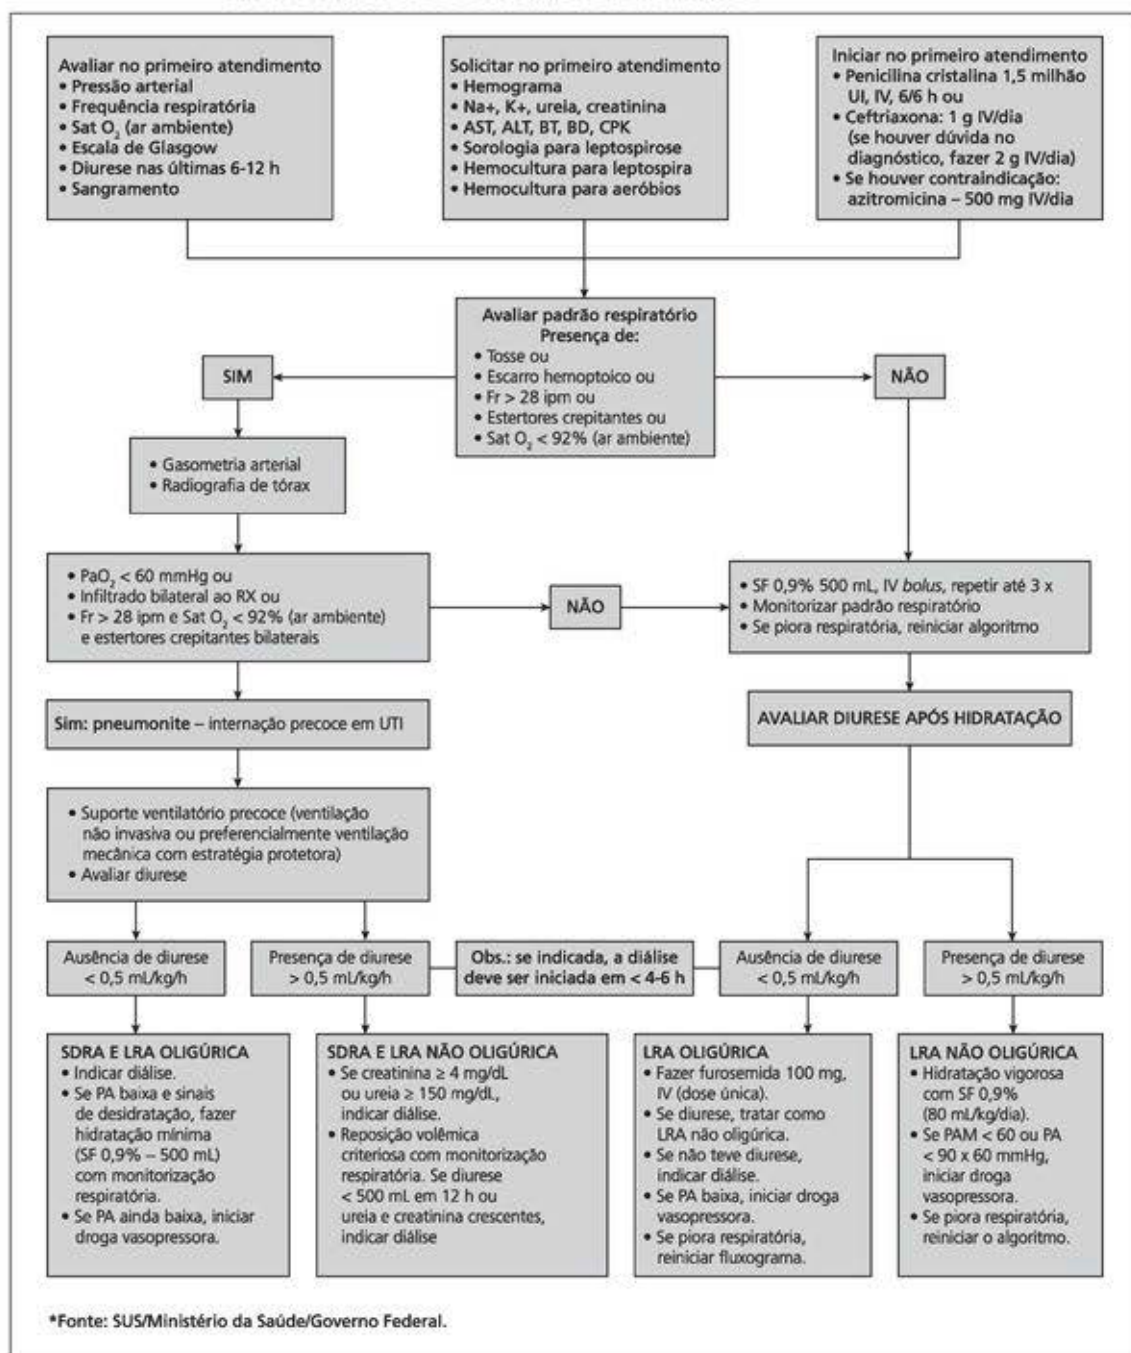 Avaliar no primeiro atendimento
• Pressão arterial
• Frequência respiratória
• Sat O₂ (ar ambiente)
• Escala de Glasgow
• Diurese nas últimas 6-12 h
• Sangramento
Solicitar no primeiro atendimento
• Hemograma
• Na+, K+, ureia, creatinina
• AST, ALT, BT, BD, CPK
• Sorologia para leptospirose
• Hemocultura para leptospira
• Hemocultura para aeróbios
Iniciar no primeiro atendimento
• Penicilina cristalina 1,5 milhão
UI, IV, 6/6 h ou
• Ceftriaxona: 1 g IV/dia
(se houver dúvida no
diagnóstico, fazer 2 g IV/dia)
• Se houver contraindicação:
azitromicina – 500 mg IV/dia
Avaliar padrão respiratório
Presença de:
• Tosse ou
• Escarro hemoptoico ou
• Fr > 28 ipm ou
• Estertores crepitantes ou
• Sat O₂ < 92% (ar ambiente)
SIM
NÃO
• Gasometria arterial
• Radiografia de tórax
• PaO₂ < 60 mmHg ou
• Infiltrado bilateral ao RX ou
• Fr > 28 ipm e Sat O₂ < 92% (ar ambiente)
e estertores crepitantes bilaterais
NÃO
• SF 0,9% 500 mL, IV bolus, repetir até 3 x
• Monitorizar padrão respiratório
• Se piora respiratória, reiniciar algoritmo
Sim: pneumonite – internação precoce em UTI
AVALIAR DIURESE APÓS HIDRATAÇÃO
• Suporte ventilatório precoce (ventilação
não invasiva ou preferencialmente ventilação
mecânica com estratégia protetora)
• Avaliar diurese
Ausência de diurese
< 0,5 mL/kg/h
Presença de diurese
> 0,5 mL/kg/h
Obs.: se indicada, a diálise
deve ser iniciada em < 4-6 h
Ausência de diurese
< 0,5 mL/kg/h
Presença de diurese
> 0,5 mL/kg/h
SDRA E LRA OLIGÚRICA
• Indicar diálise.
• Se PA baixa e sinais
de desidratação, fazer
hidratação mínima
(SF 0,9% – 500 mL)
com monitorização
respiratória.
• Se PA ainda baixa, iniciar
droga vasopressora.
SDRA E LRA NÃO OLIGÚRICA
• Se creatinina ≥ 4 mg/dL
ou ureia ≥ 150 mg/dL,
indicar diálise.
• Reposição volêmica
criteriosa com monitorização
respiratória. Se diurese
< 500 mL em 12 h ou
ureia e creatinina crescentes,
indicar diálise
LRA OLIGÚRICA
• Fazer furosemida 100 mg,
IV (dose única).
• Se diurese, tratar como
LRA não oligúrica.
• Se não teve diurese,
indicar diálise.
• Se PA baixa, iniciar droga
vasopressora.
• Se piora respiratória,
reiniciar fluxograma.
LRA NÃO OLIGÚRICA
• Hidratação vigorosa
com SF 0,9%
(80 mL/kg/dia).
• Se PAM < 60 ou PA
< 90 x 60 mmHg,
iniciar droga
vasopressora.
• Se piora respiratória,
reiniciar o algoritmo.
*Fonte: SUS/Ministério da Saúde/Governo Federal.